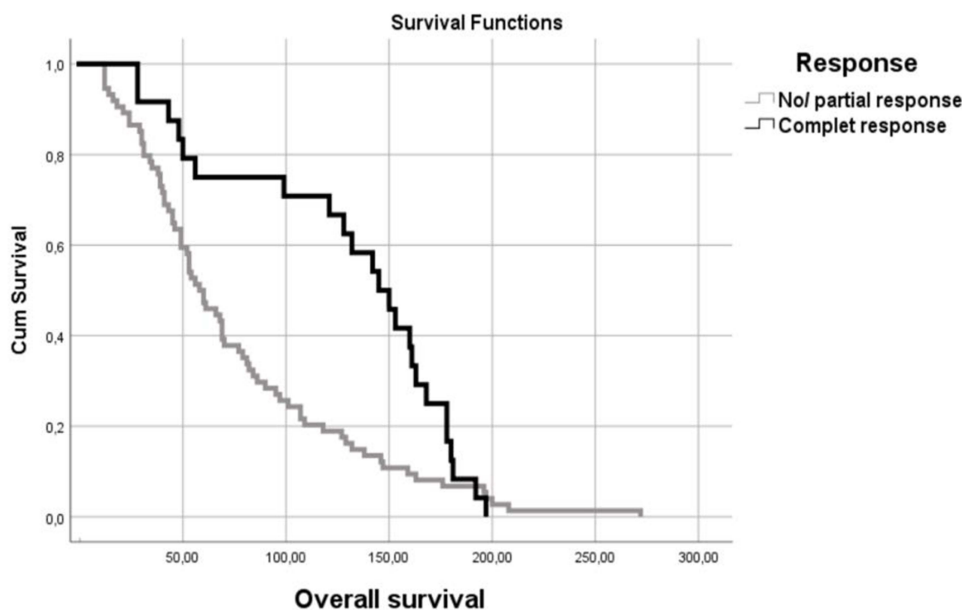 Survival Functions
Response
No/ partial response
Complet response
Cum Survival
1,0
0,8
0,6
0,4
0,2
0,0
50,00 100,00 150,00 200,00 250,00 300,00
Overall survival